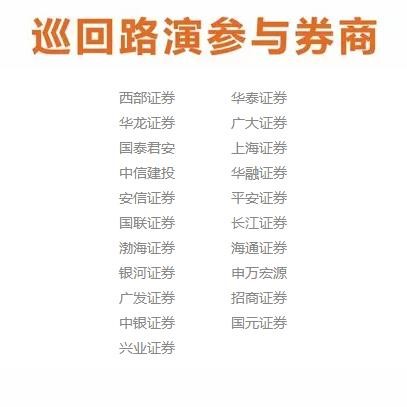 巡回路演参与券商
西部证券 华泰证券
华龙证券 广大证券
国泰君安 上海证券
中信建投 华融证券
安信证券 平安证券
国联证券 长江证券
渤海证券 海通证券
银河证券 申万宏源
广发证券 招商证券
中银证券 国元证券
兴业证券